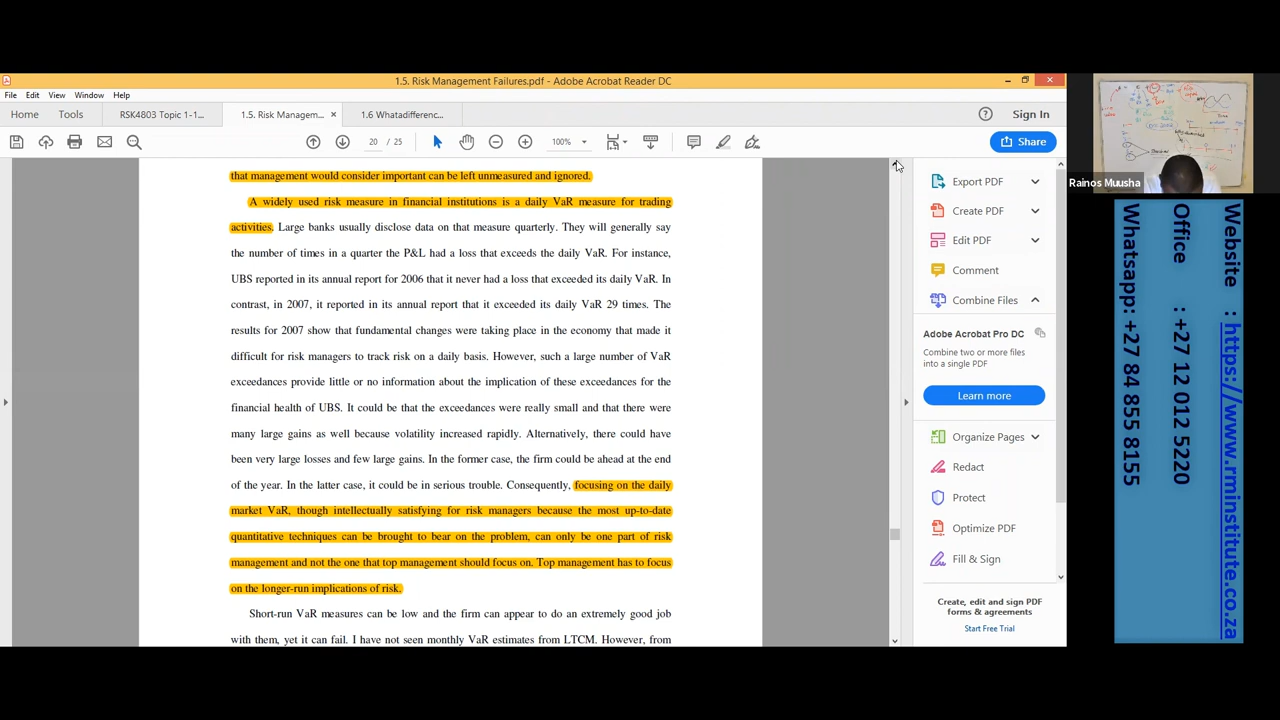 1.5. Risk Management Failures.pdf - Adobe Acrobat Reader DC
File Edit View Window Help
Home Tools RSK4803 Topic 1-1... 1.5. Risk Managem... × 1.6 Whatadifferenc... Sign In
20 / 25 100% Share
that management would consider important can be left unmeasured and ignored.
A widely used risk measure in financial institutions is a daily VaR measure for trading
activities. Large banks usually disclose data on that measure quarterly. They will generally say
the number of times in a quarter the P&L had a loss that exceeds the daily VaR. For instance,
UBS reported in its annual report for 2006 that it never had a loss that exceeded its daily VaR. In
contrast, in 2007, it reported in its annual report that it exceeded its daily VaR 29 times. The
results for 2007 show that fundamental changes were taking place in the economy that made it
difficult for risk managers to track risk on a daily basis. However, such a large number of VaR
exceedances provide little or no information about the implication of these exceedances for the
financial health of UBS. It could be that the exceedances were really small and that there were
many large gains as well because volatility increased rapidly. Alternatively, there could have
been very large losses and few large gains. In the former case, the firm could be ahead at the end
of the year. In the latter case, it could be in serious trouble. Consequently, focusing on the daily
market VaR, though intellectually satisfying for risk managers because the most up-to-date
quantitative techniques can be brought to bear on the problem, can only be one part of risk
management and not the one that top management should focus on. Top management has to focus
on the longer-run implications of risk.
Short-run VaR measures can be low and the firm can appear to do an extremely good job
with them, yet it can fail. I have not seen monthly VaR estimates from LTCM. However, from
Export PDF
Create PDF
Edit PDF
Comment
Combine Files
Adobe Acrobat Pro DC
Combine two or more files
into a single PDF
Learn more
Organize Pages
Redact
Protect
Optimize PDF
Fill & Sign
Create, edit and sign PDF
forms & agreements
Start Free Trial
Rainos Muusha
Website : https://www.rminstitute.co.za
Office : +27 12 012 5220
Whatsapp: +27 84 855 8155